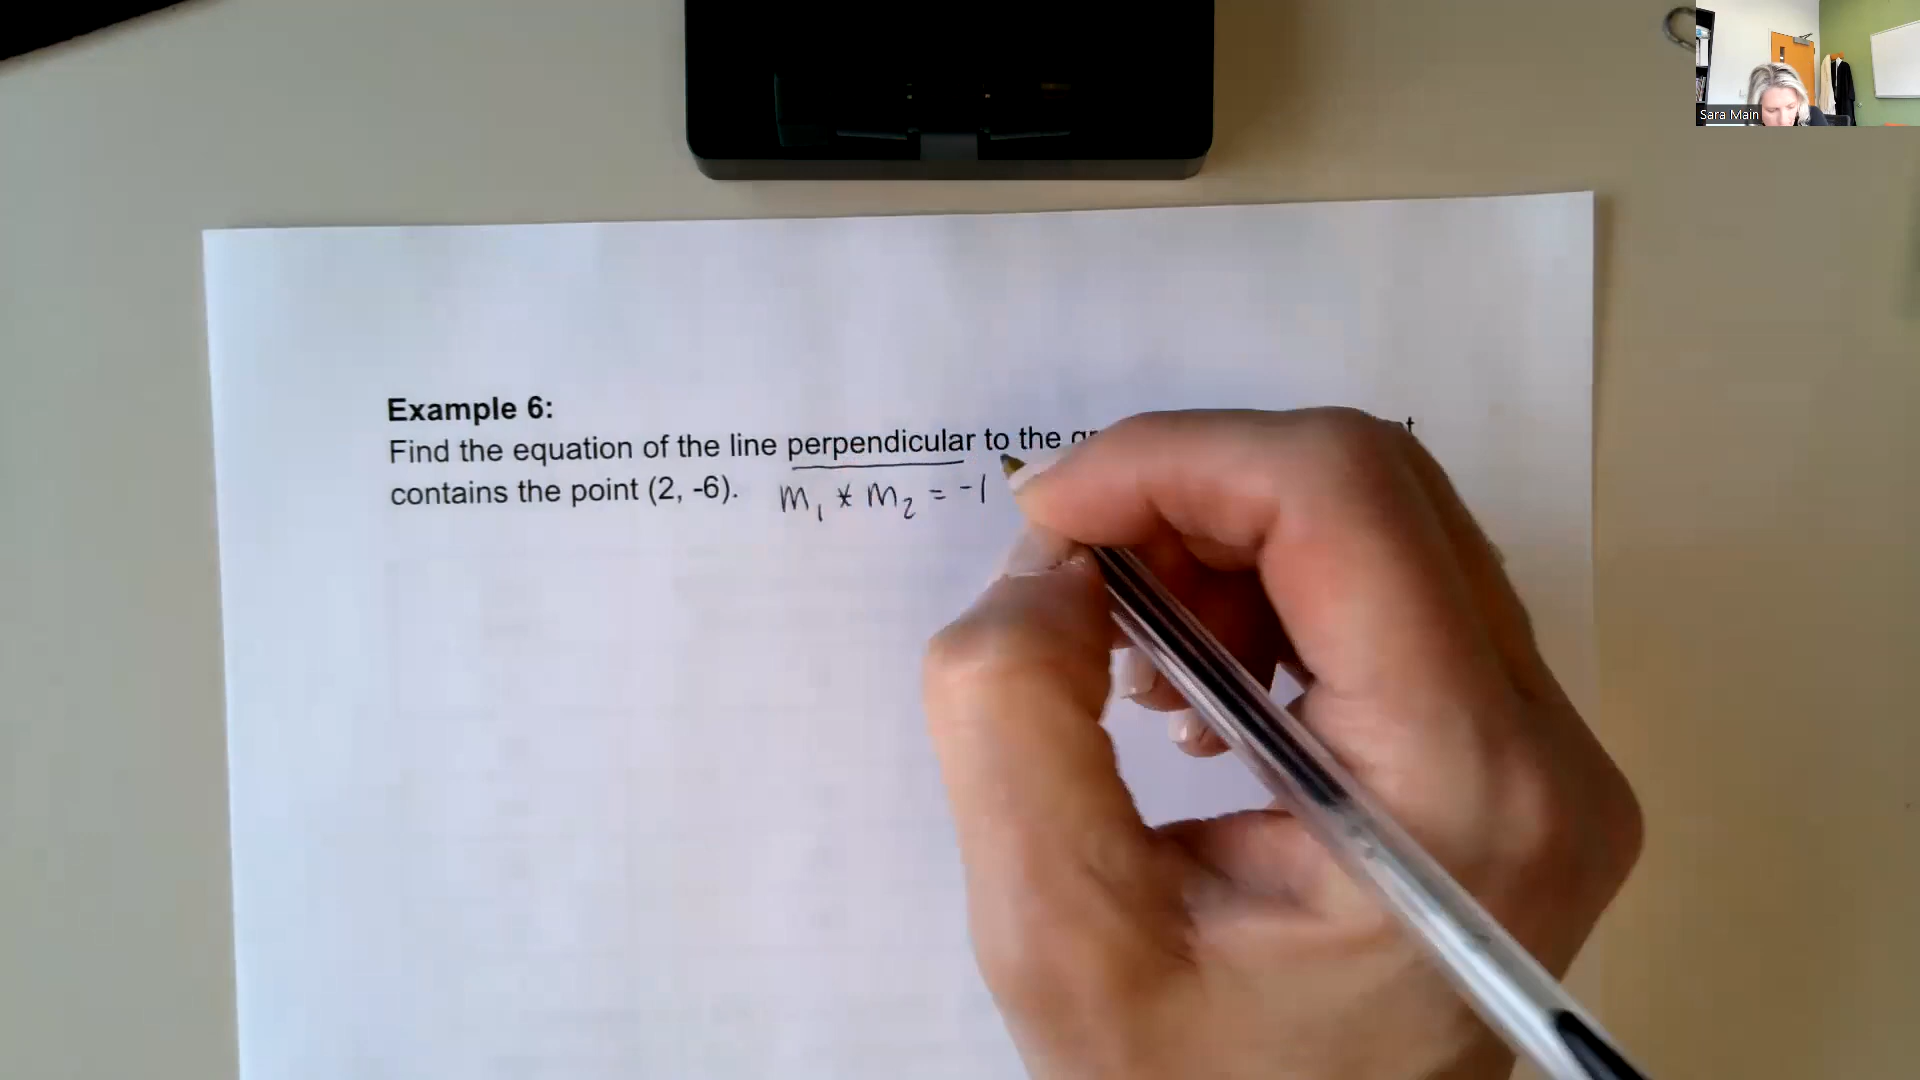 Sara Main
Example 6:
Find the equation of the line perpendicular to the
contains the point (2, -6). m₁ * m₂ = -1